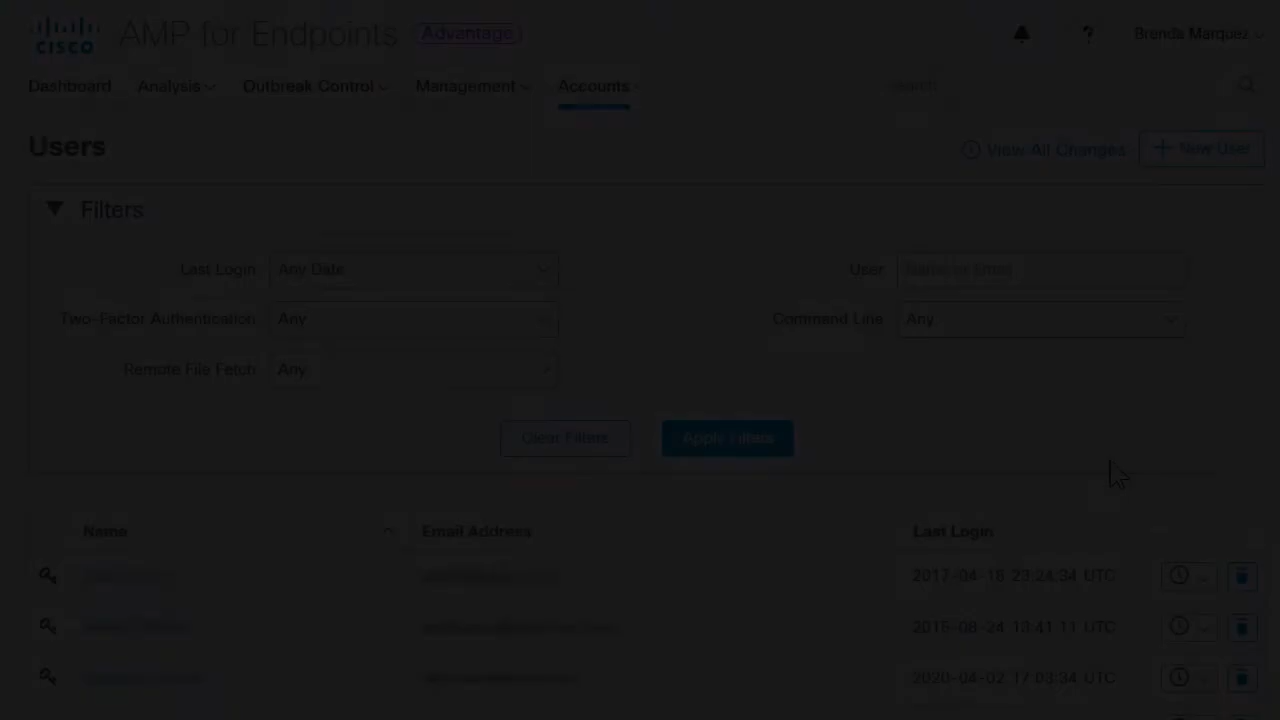 CISCO AMP for Endpoints Advantage Brenda Marquez
Dashboard Analysis Outbreak Control Management Accounts Search
Users View All Changes + New User
Filters
Last Login Any Date User Name or Email
Two-Factor Authentication Any Command Line Any
Remote File Fetch Any
Clear Filters Apply Filters
Name Email Address Last Login
2017-04-18 23:24:34 UTC
2015-08-24 13:41:11 UTC
2020-04-02 17:03:34 UTC